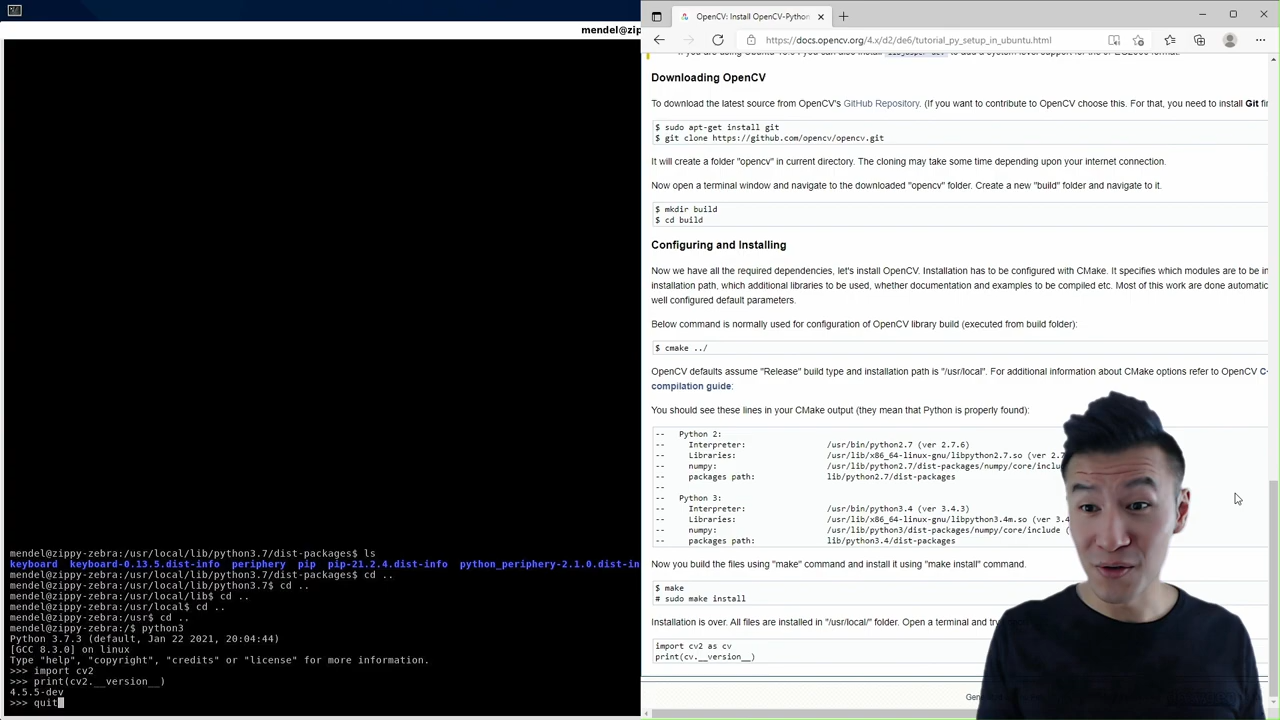 mendel@zip
mendel@zippy-zebra:/usr/local/lib/python3.7/dist-packages$ ls
keyboard keyboard-0.13.5.dist-info periphery pip pip-21.2.4.dist-info python_periphery-2.1.0.dist-in
mendel@zippy-zebra:/usr/local/lib/python3.7/dist-packages$ cd ..
mendel@zippy-zebra:/usr/local/lib/python3.7$ cd ..
mendel@zippy-zebra:/usr/local/lib$ cd ..
mendel@zippy-zebra:/usr/local$ cd ..
mendel@zippy-zebra:/usr$ cd ..
mendel@zippy-zebra:/$ python3
Python 3.7.3 (default, Jan 22 2021, 20:04:44)
[GCC 8.3.0] on linux
Type "help", "copyright", "credits" or "license" for more information.
>>> import cv2
>>> print(cv2.__version__)
4.5.5-dev
>>> quit
OpenCV: Install OpenCV-Python
https://docs.opencv.org/4.x/d2/de6/tutorial_py_setup_in_ubuntu.html
Downloading OpenCV
To download the latest source from OpenCV's GitHub Repository. (If you want to contribute to OpenCV choose this. For that, you need to install Git fir
$ sudo apt-get install git
$ git clone https://github.com/opencv/opencv.git
It will create a folder "opencv" in current directory. The cloning may take some time depending upon your internet connection.
Now open a terminal window and navigate to the downloaded "opencv" folder. Create a new "build" folder and navigate to it.
$ mkdir build
$ cd build
Configuring and Installing
Now we have all the required dependencies, let's install OpenCV. Installation has to be configured with CMake. It specifies which modules are to be in
installation path, which additional libraries to be used, whether documentation and examples to be compiled etc. Most of this work are done automatic
well configured default parameters.
Below command is normally used for configuration of OpenCV library build (executed from build folder):
$ cmake ../
OpenCV defaults assume "Release" build type and installation path is "/usr/local". For additional information about CMake options refer to OpenCV C+
compilation guide:
You should see these lines in your CMake output (they mean that Python is properly found):
-- Python 2:
-- Interpreter: /usr/bin/python2.7 (ver 2.7.6)
-- Libraries: /usr/lib/x86_64-linux-gnu/libpython2.7.so (ver 2.7
-- numpy: /usr/lib/python2.7/dist-packages/numpy/core/inclu
-- packages path: lib/python2.7/dist-packages
--
-- Python 3:
-- Interpreter: /usr/bin/python3.4 (ver 3.4.3)
-- Libraries: /usr/lib/x86_64-linux-gnu/libpython3.4m.so (ver 3.4
-- numpy: /usr/lib/python3/dist-packages/numpy/core/include (
-- packages path: lib/python3.4/dist-packages
Now you build the files using "make" command and install it using "make install" command.
$ make
# sudo make install
Installation is over. All files are installed in "/usr/local/" folder. Open a terminal and try
import cv2 as cv
print(cv.__version__)